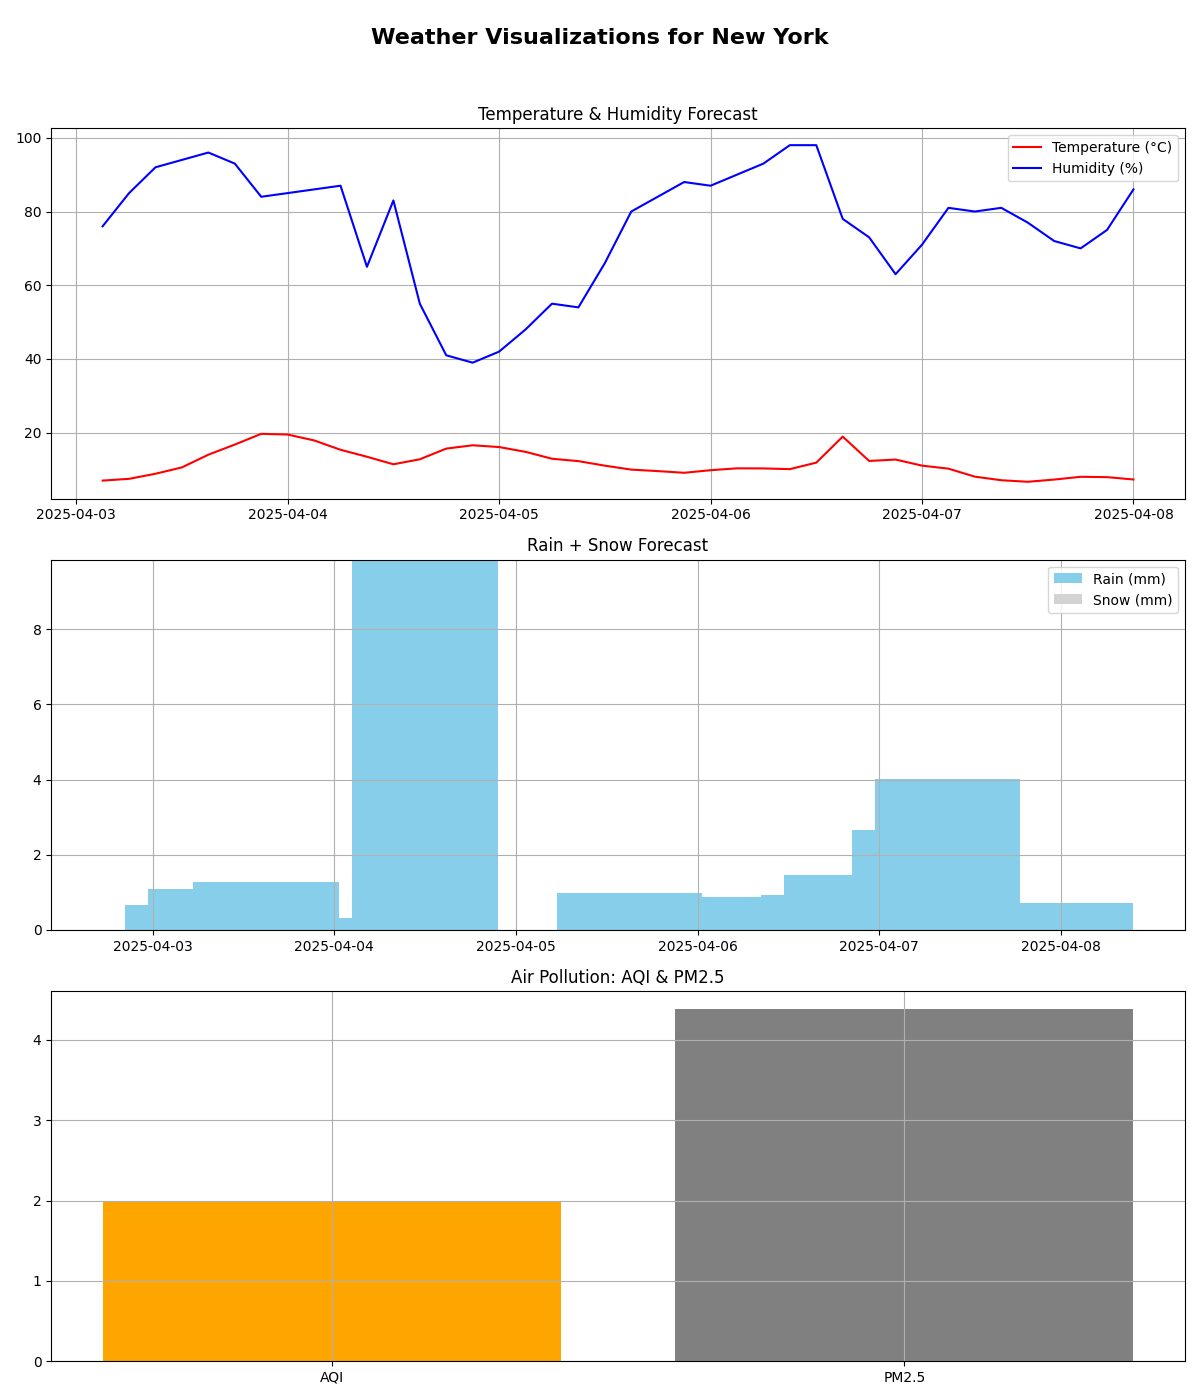 Weather Visualizations for New York
Temperature & Humidity Forecast
100
80
60
40
20
Temperature (°C)
Humidity (%)
2025-04-03 2025-04-04 2025-04-05 2025-04-06 2025-04-07 2025-04-08
Rain + Snow Forecast
8
6
4
2
0
Rain (mm)
Snow (mm)
2025-04-03 2025-04-04 2025-04-05 2025-04-06 2025-04-07 2025-04-08
Air Pollution: AQI & PM2.5
4
3
2
1
0
AQI PM2.5